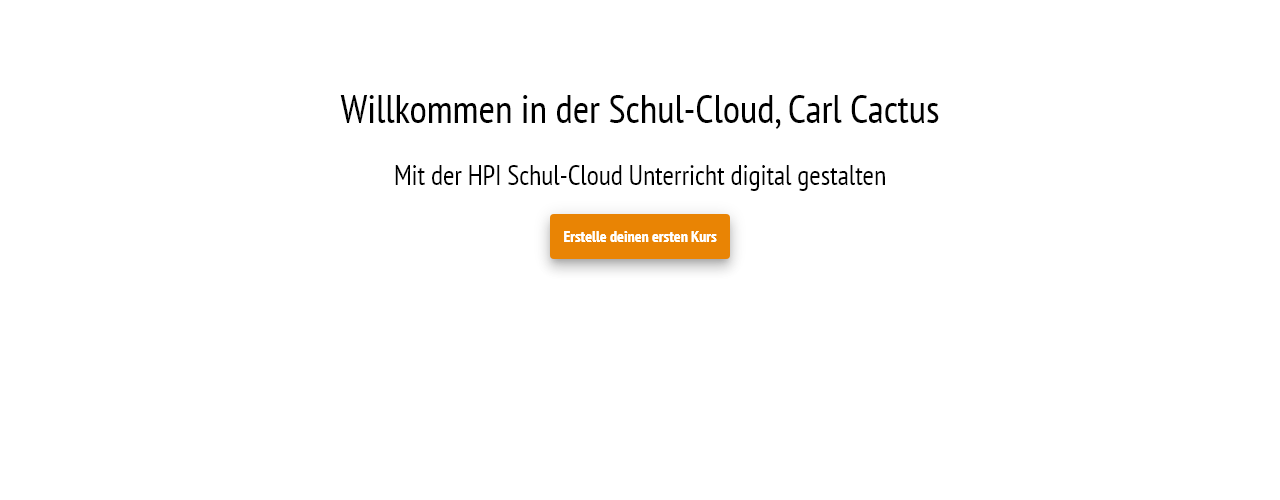 Willkommen in der Schul-Cloud, Carl Cactus
Mit der HPI Schul-Cloud Unterricht digital gestalten
Erstelle deinen ersten Kurs